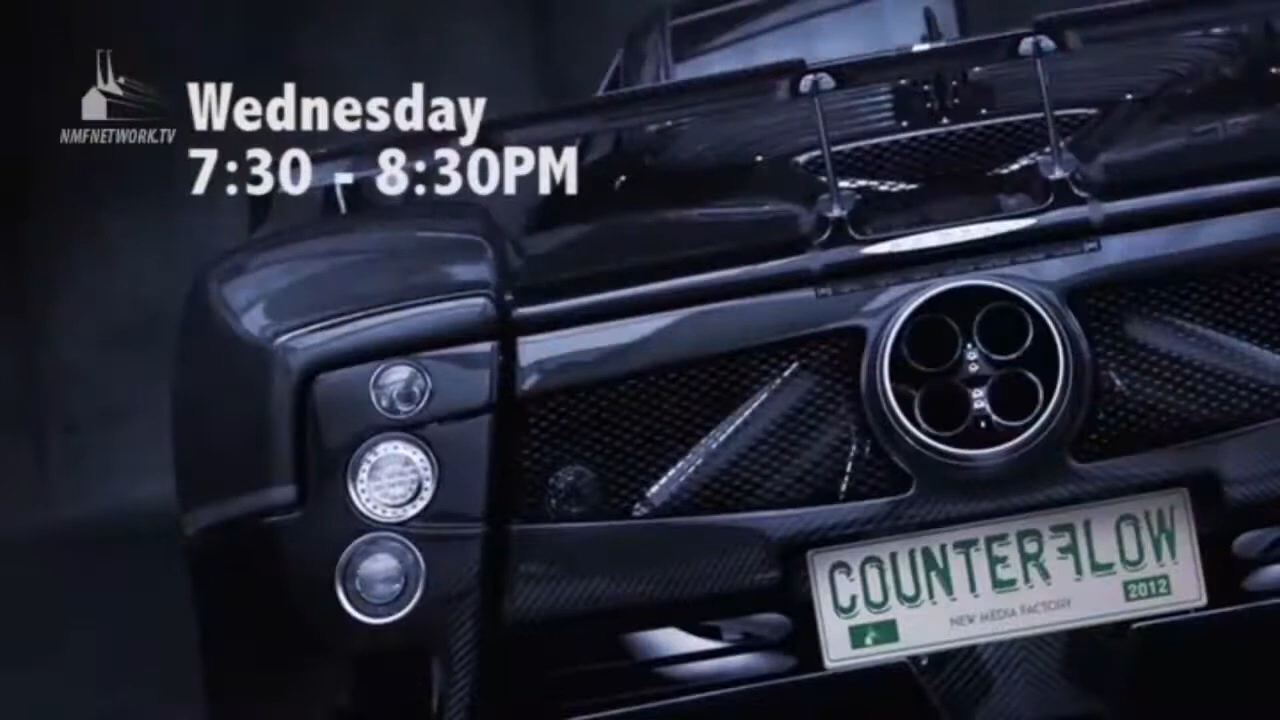 NMFNETWORK.TV
Wednesday
7:30 - 8:30PM
COUNTERFLOW
2012
NEW MEDIA FACTORY